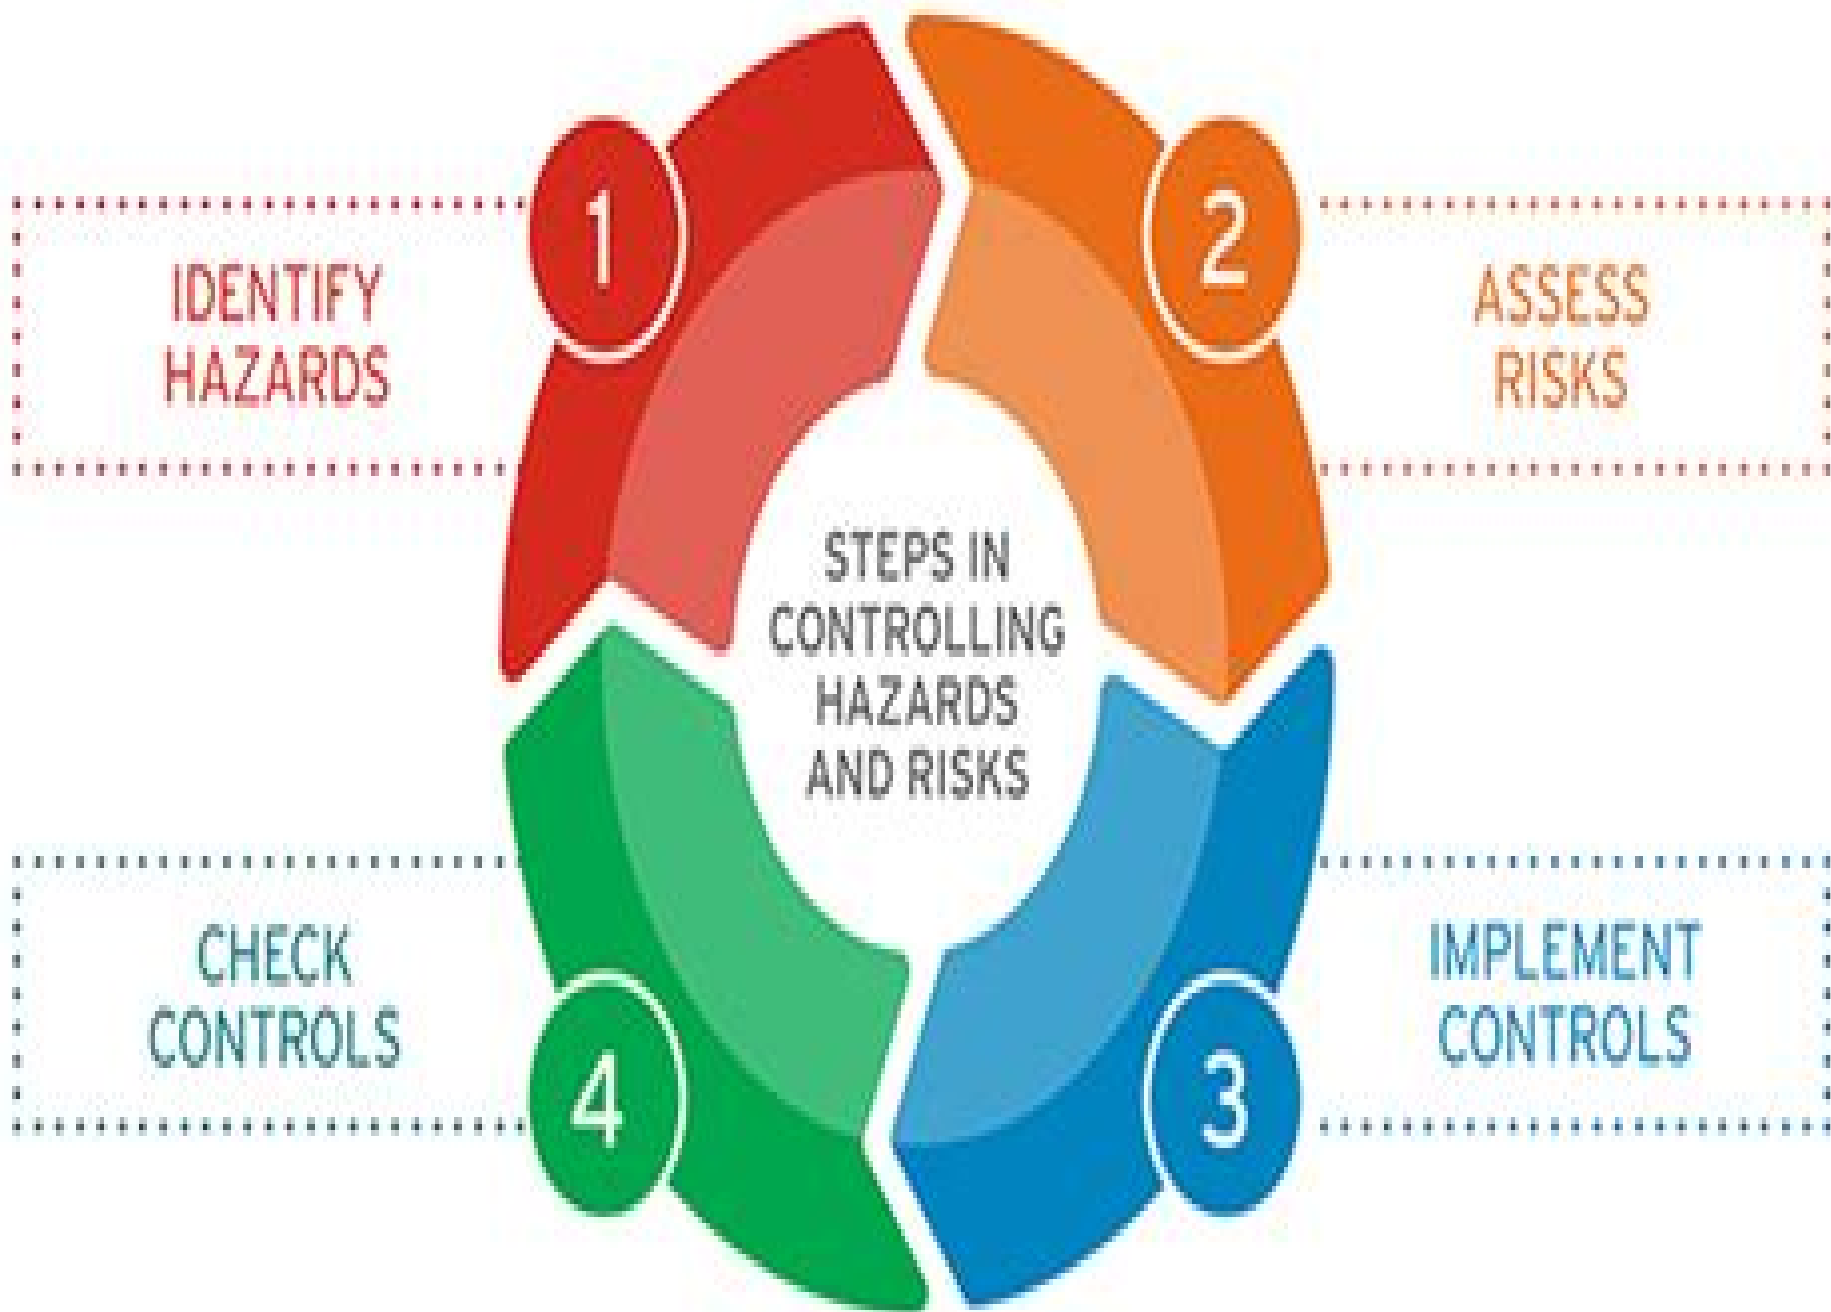 1
IDENTIFY
HAZARDS
2
ASSESS
RISKS
STEPS IN
CONTROLLING
HAZARDS
AND RISKS
3
IMPLEMENT
CONTROLS
4
CHECK
CONTROLS